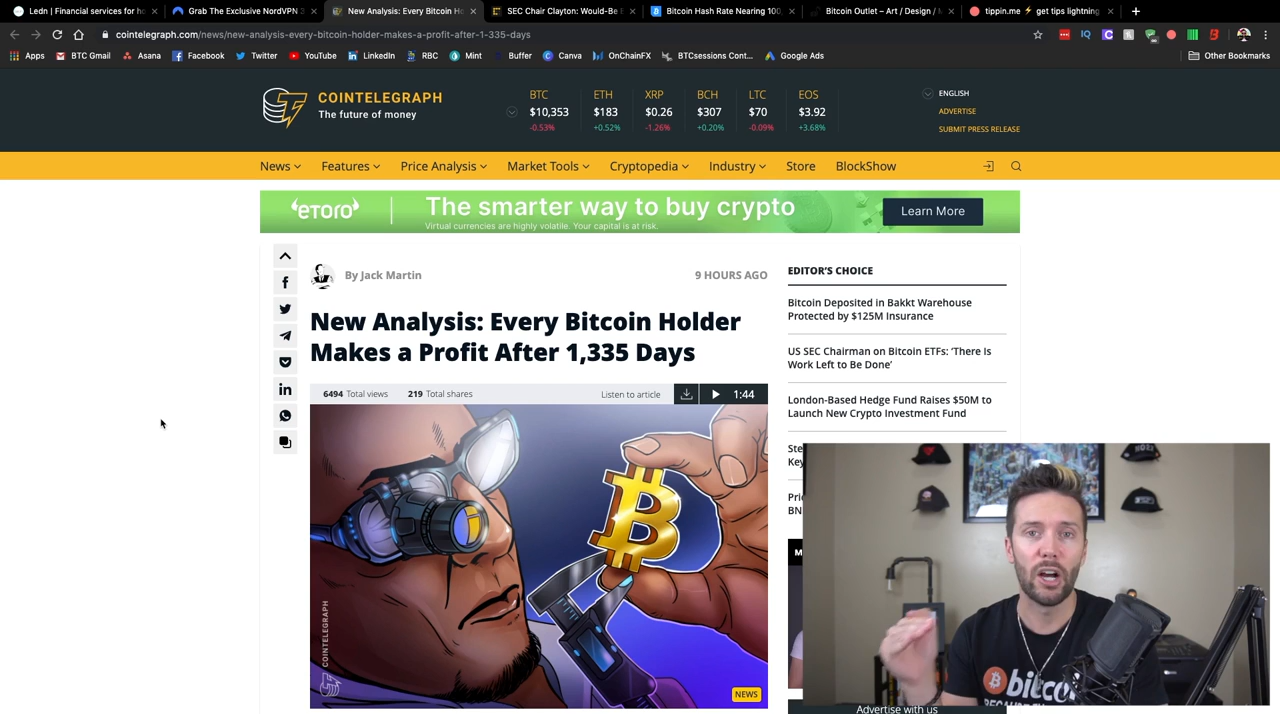 Ledn | Financial services for ho
Grab The Exclusive NordVPN 3
New Analysis: Every Bitcoin Ho
SEC Chair Clayton: Would-Be B
Bitcoin Hash Rate Nearing 100,
Bitcoin Outlet – Art / Design / M
tippin.me ⚡ get tips lightning
cointelegraph.com/news/new-analysis-every-bitcoin-holder-makes-a-profit-after-1-335-days
Apps BTC Gmail Asana Facebook Twitter YouTube LinkedIn RBC Mint Buffer Canva OnChainFX BTCsessions Cont... Google Ads Other Bookmarks
COINTELEGRAPH
The future of money
BTC ETH XRP BCH LTC EOS
$10,353 $183 $0.26 $307 $70 $3.92
-0.53% +0.52% -1.26% +0.20% -0.09% +3.68%
ENGLISH
ADVERTISE
SUBMIT PRESS RELEASE
News Features Price Analysis Market Tools Cryptopedia Industry Store BlockShow
eToro
The smarter way to buy crypto
Virtual currencies are highly volatile. Your capital is at risk.
Learn More
By Jack Martin
9 HOURS AGO
New Analysis: Every Bitcoin Holder
Makes a Profit After 1,335 Days
6494 Total views 219 Total shares Listen to article 1:44
COINTELEGRAPH
NEWS
EDITOR'S CHOICE
Bitcoin Deposited in Bakkt Warehouse
Protected by $125M Insurance
US SEC Chairman on Bitcoin ETFs: 'There Is
Work Left to Be Done'
London-Based Hedge Fund Raises $50M to
Launch New Crypto Investment Fund
Ste
Key
Pri
BN
M
bitcoi
BECAUSE
Advertise with us